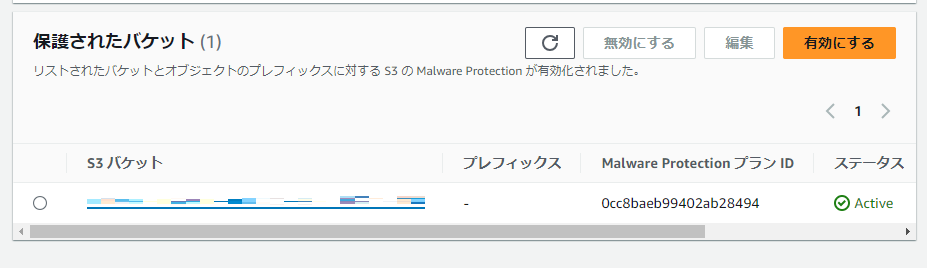 保護されたバケット (1)
無効にする
編集
有効にする
リストされたバケットとオブジェクトのプレフィックスに対する S3 の Malware Protection が有効化されました。
1
S3 バケット
プレフィックス
Malware Protection プラン ID
ステータス
-
0cc8baeb99402ab28494
Active